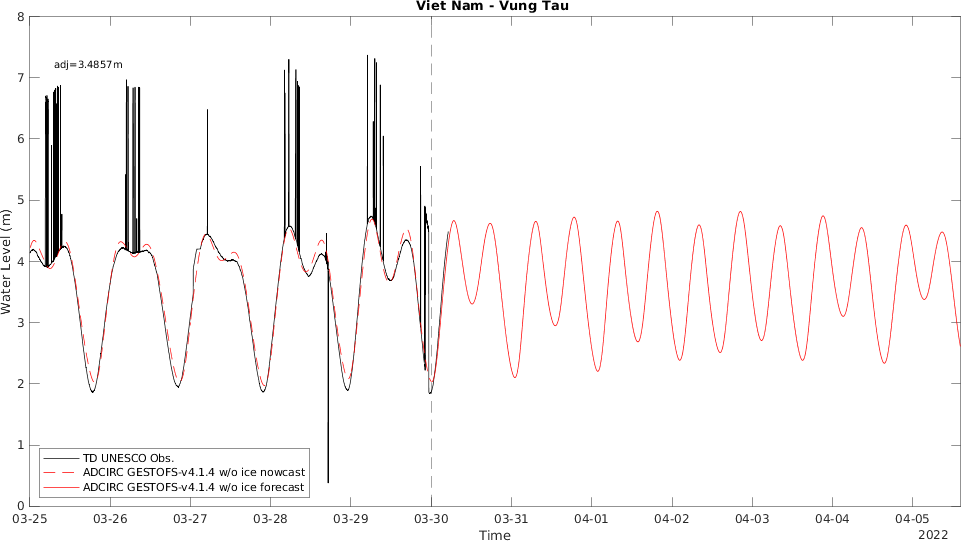 Viet Nam - Vung Tau
8
7
6
5
4
3
2
1
0
Water Level (m)
adj=3.4857m
TD UNESCO Obs.
ADCIRC GESTOFS-v4.1.4 w/o ice nowcast
ADCIRC GESTOFS-v4.1.4 w/o ice forecast
03-25 03-26 03-27 03-28 03-29 03-30 03-31 04-01 04-02 04-03 04-04 04-05
Time
2022